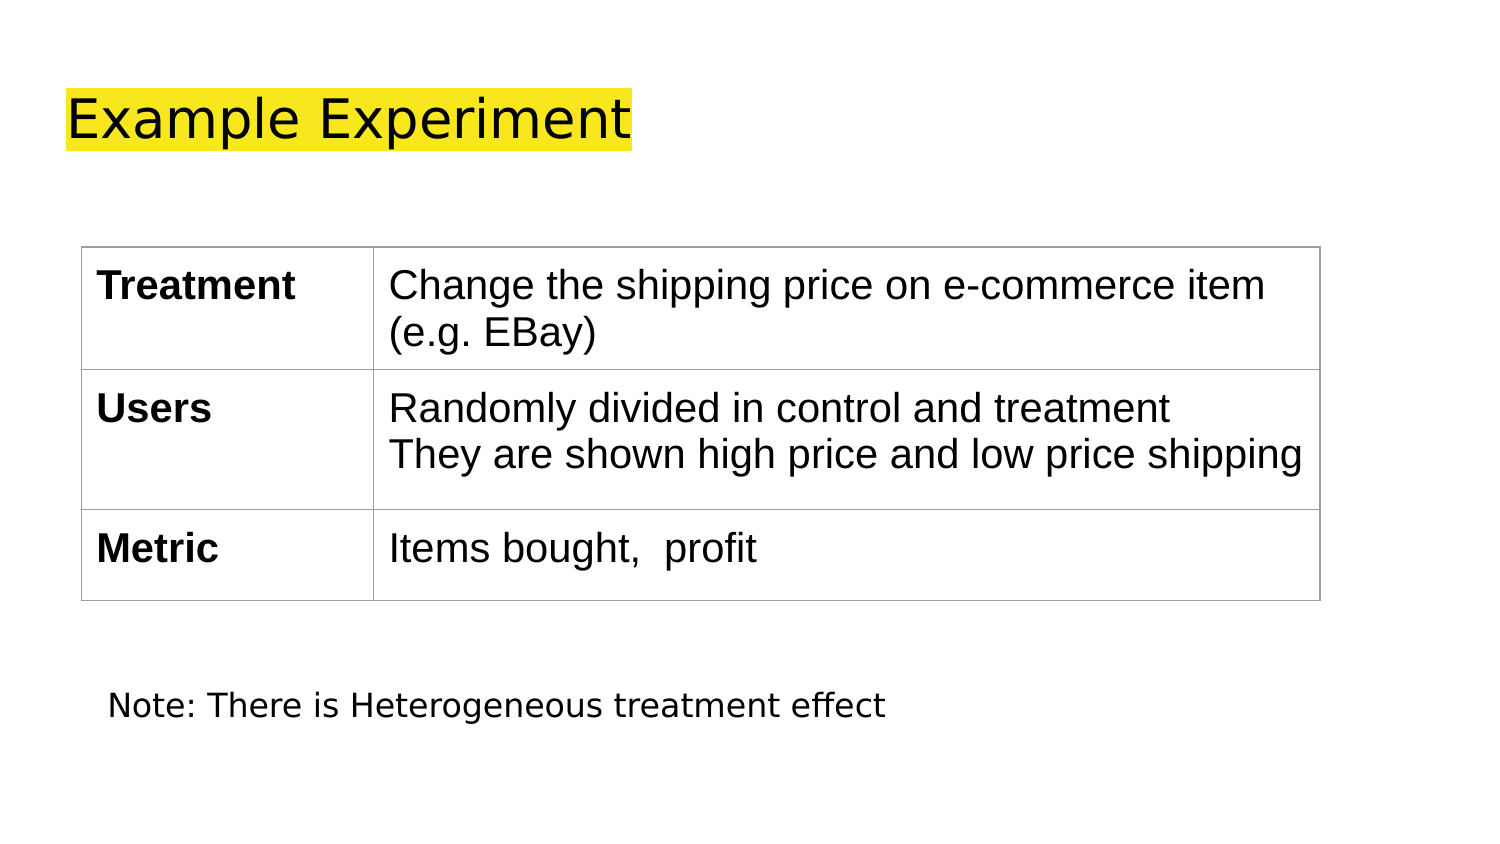 Example Experiment
Treatment
Change the shipping price on e-commerce item
(e.g. EBay)
Users
Randomly divided in control and treatment
They are shown high price and low price shipping
Metric
Items bought,  profit
Note: There is Heterogeneous treatment effect